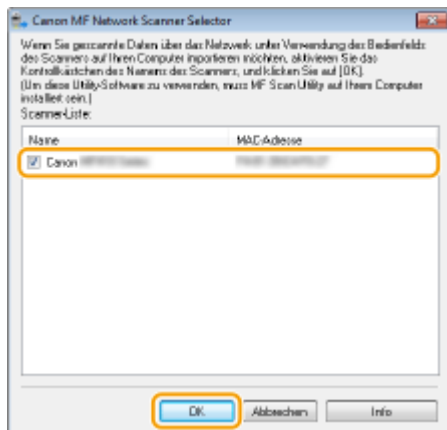 Canon MF Network Scanner Selector
Wenn Sie gescannte Daten über das Netzwerk unter Verwendung des Bedienfelds
des Scanners auf Ihren Computer importieren möchten, aktivieren Sie das
Kontrollkästchen des Namens des Scanners, und klicken Sie auf [OK].
(Um diese Utility-Software zu verwenden, muss MF Scan Utility auf Ihrem Computer
installiert sein.)
Scanner-Liste:
Name MAC-Adresse
Canon
OK Abbrechen Info